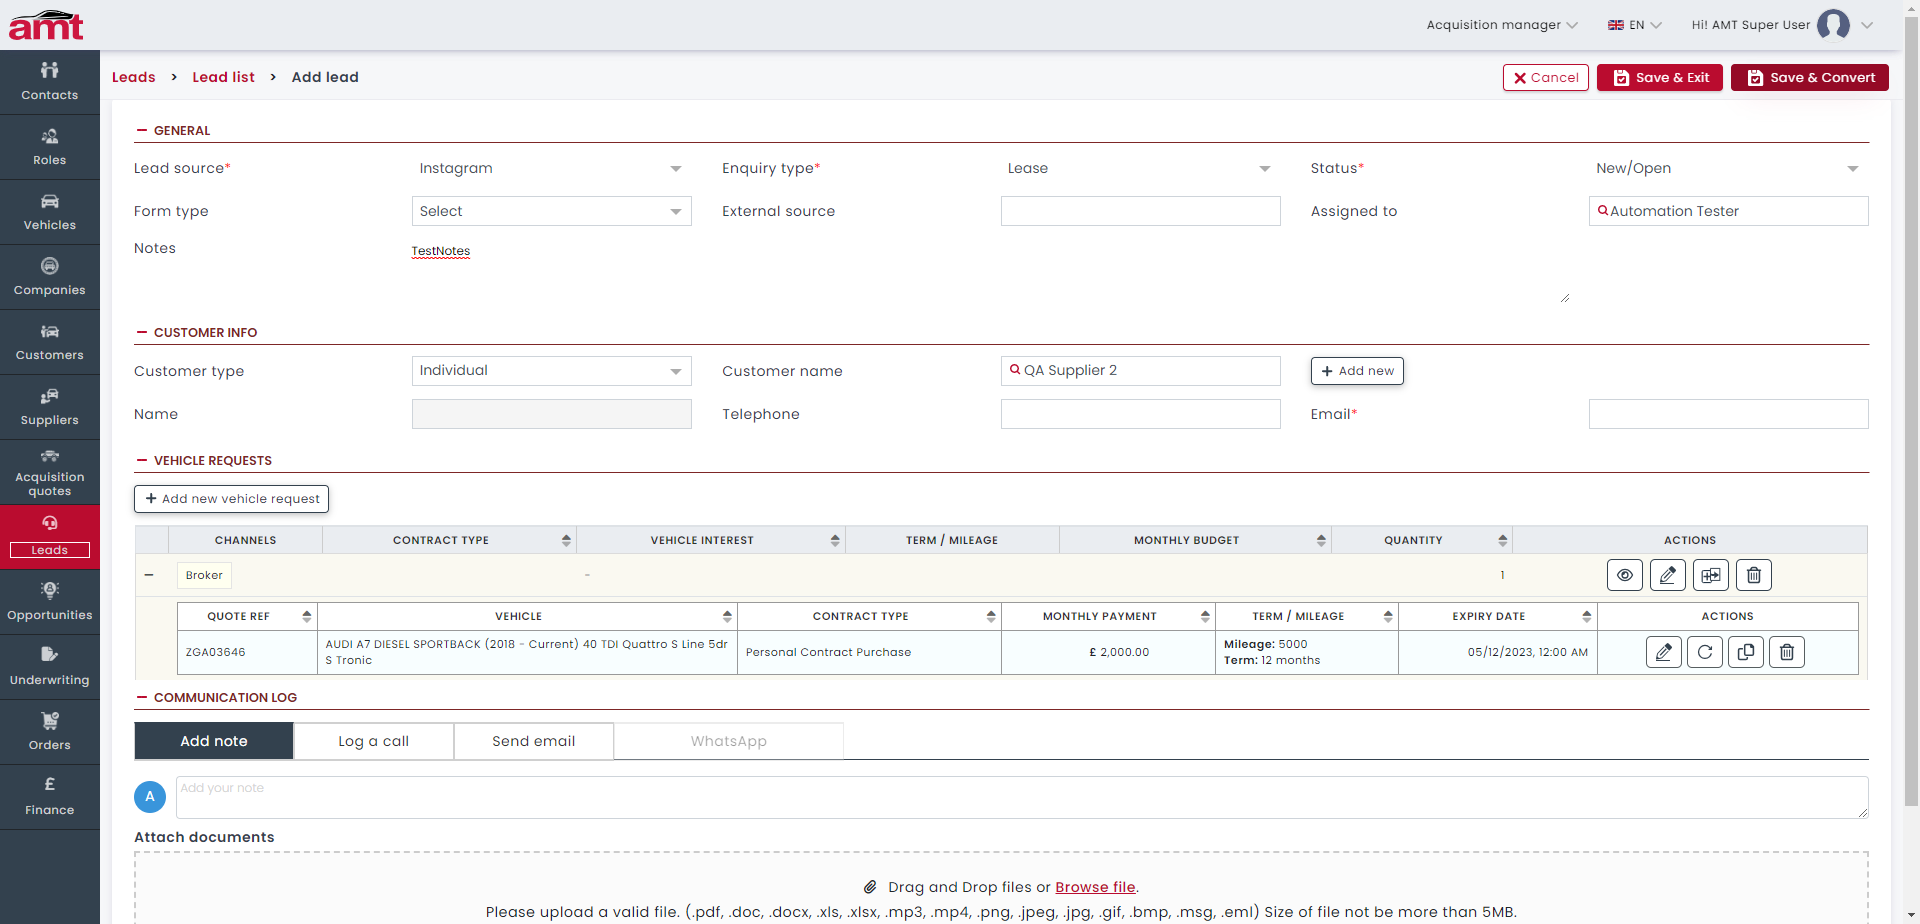 amt
Acquisition manager
EN
Hi! AMT Super User
Contacts
Roles
Vehicles
Companies
Customers
Suppliers
Acquisition
quotes
Leads
Opportunities
Underwriting
Orders
£
Finance
Leads > Lead list > Add lead
Cancel
Save & Exit
Save & Convert
GENERAL
Lead source* Instagram Enquiry type* Lease Status* New/Open
Form type Select External source Assigned to Automation Tester
Notes TestNotes
CUSTOMER INFO
Customer type Individual Customer name QA Supplier 2 + Add new
Name Telephone Email*
VEHICLE REQUESTS
+ Add new vehicle request
CHANNELS CONTRACT TYPE VEHICLE INTEREST TERM / MILEAGE MONTHLY BUDGET QUANTITY ACTIONS
Broker - 1
QUOTE REF VEHICLE CONTRACT TYPE MONTHLY PAYMENT TERM / MILEAGE EXPIRY DATE ACTIONS
ZGA03646 AUDI A7 DIESEL SPORTBACK (2018 - Current) 40 TDI Quattro S Line 5dr S Tronic Personal Contract Purchase £ 2,000.00 Mileage: 5000 Term: 12 months 05/12/2023, 12:00 AM
COMMUNICATION LOG
Add note Log a call Send email WhatsApp
A Add your note
Attach documents
Drag and Drop files or Browse file.
Please upload a valid file. (.pdf, .doc, .docx, .xls, .xlsx, .mp3, .mp4, .png, .jpeg, .jpg, .gif, .bmp, .msg, .eml) Size of file not be more than 5MB.